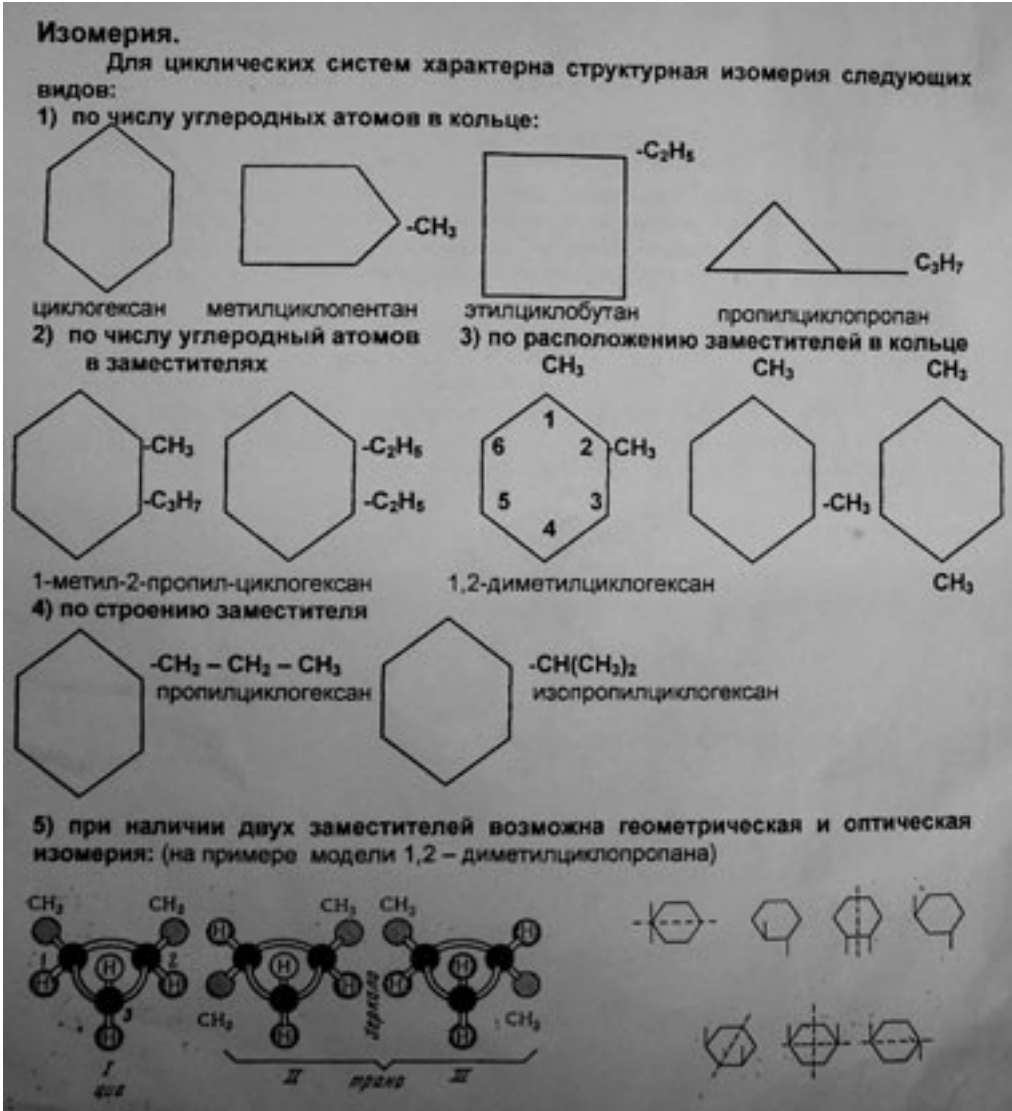 Изомерия.
Для циклических систем характерна структурная изомерия следующих
видов:
1) по числу углеродных атомов в кольце:
-C₂H₅
-CH₃
C₃H₇
циклогексан метилциклопентан этилциклобутан пропилциклопропан
2) по числу углеродный атомов
в заместителях
3) по расположению заместителей в кольце
CH₃ CH₃ CH₃
-CH₃
-C₃H₇
-C₂H₅
-C₂H₅
1
6 2 -CH₃
5 3
4
-CH₃
CH₃
1-метил-2-пропил-циклогексан 1,2-диметилциклогексан
4) по строению заместителя
-CH₂ – CH₂ – CH₃
пропилциклогексан
-CH(CH₃)₂
изопропилциклогексан
5) при наличии двух заместителей возможна геометрическая и оптическая
изомерия: (на примере модели 1,2 – диметилциклопропана)
CH₃ CH₃ CH₃ CH₃
H H
1 H 2 H H
H H H H
3
CH₃ зеркало CH₃
H H H
I II транс III
цис